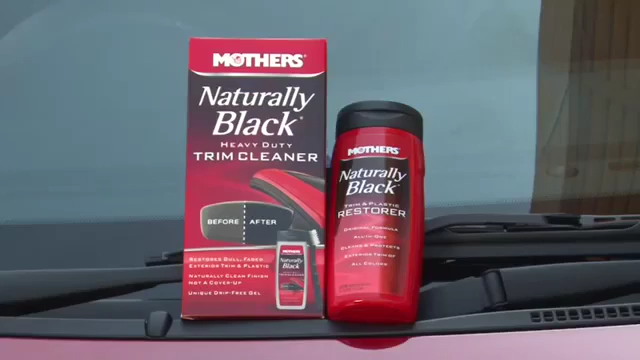 MOTHERS
Naturally
Black
HEAVY DUTY
TRIM CLEANER
BEFORE AFTER
RESTORES DULL, FADED
EXTERIOR TRIM & PLASTIC
NATURALLY CLEAN FINISH
NOT A COVER-UP
UNIQUE DRIP-FREE GEL
MOTHERS
Naturally
Black
MOTHERS
Naturally
Black
TRIM & PLASTIC
RESTORER
ORIGINAL FORMULA
ALL-IN-ONE
CLEANS & PROTECTS
EXTERIOR TRIM OF
ALL COLORS